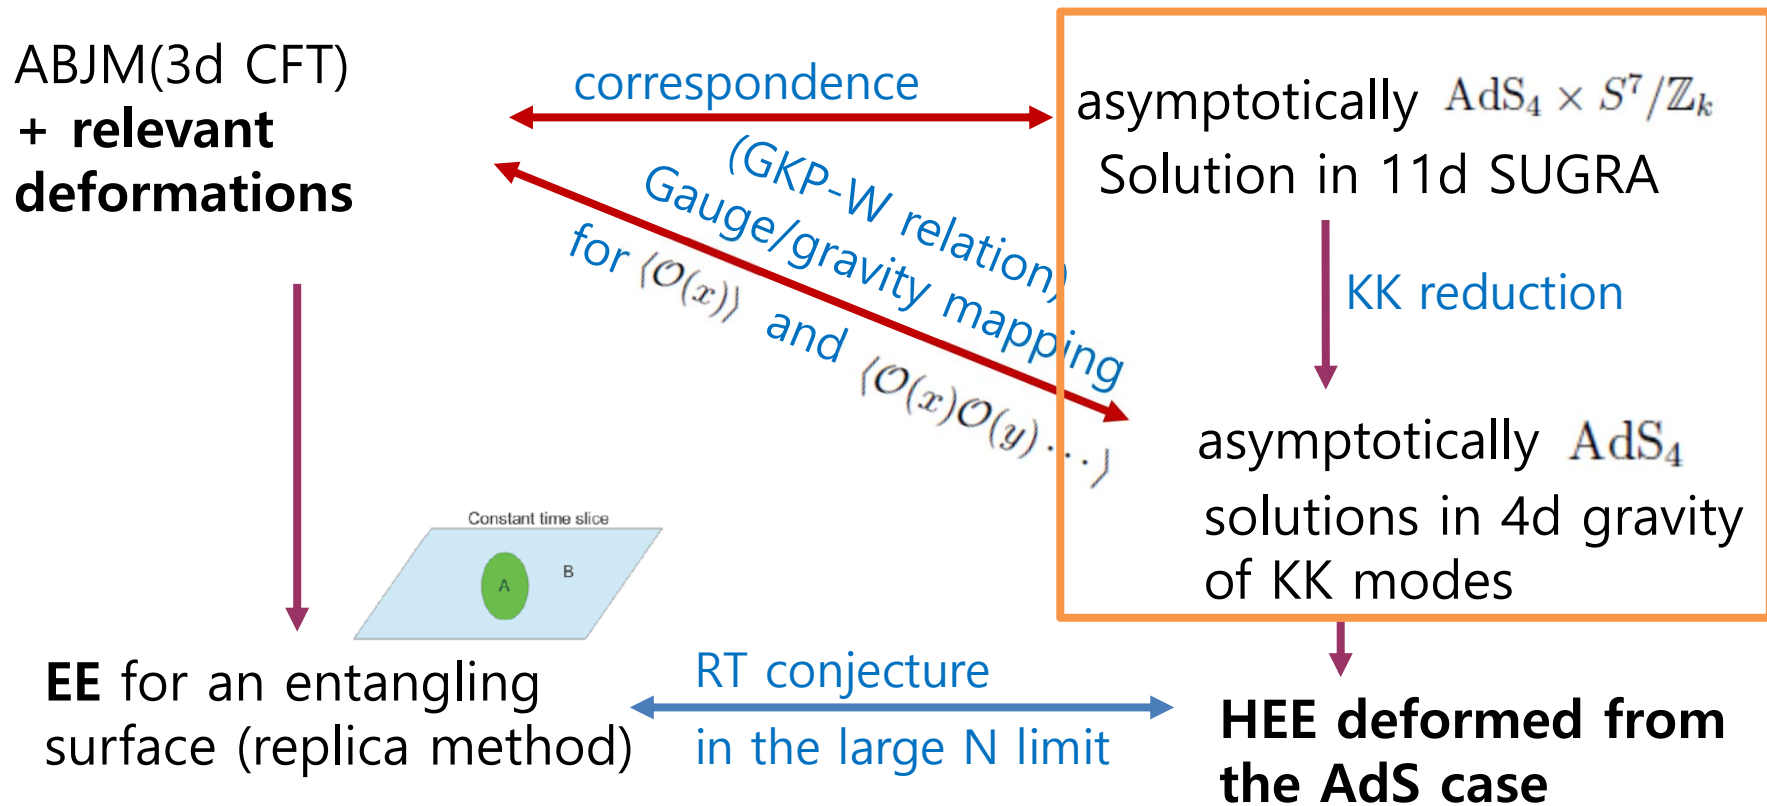 ABJM(3d CFT)
+ relevant
deformations
correspondence
(GKP-W relation)
Gauge/gravity mapping
for ⟨𝒪(x)⟩ and ⟨𝒪(x)𝒪(y)⋯⟩
asymptotically AdS₄ × S⁷/ℤₖ
Solution in 11d SUGRA
KK reduction
asymptotically AdS₄
solutions in 4d gravity
of KK modes
Constant time slice
A
B
EE for an entangling
surface (replica method)
RT conjecture
in the large N limit
HEE deformed from
the AdS case